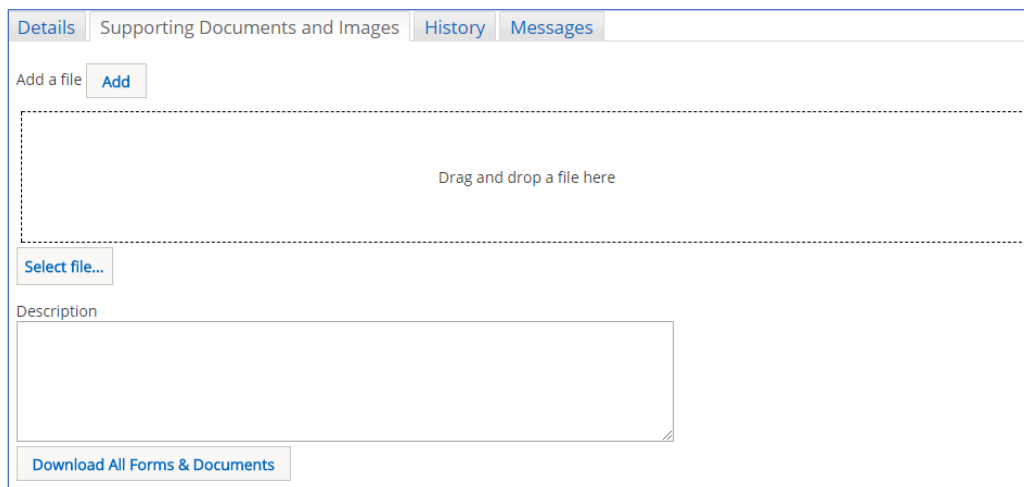 Details Supporting Documents and Images History Messages
Add a file Add
Drag and drop a file here
Select file...
Description
Download All Forms & Documents